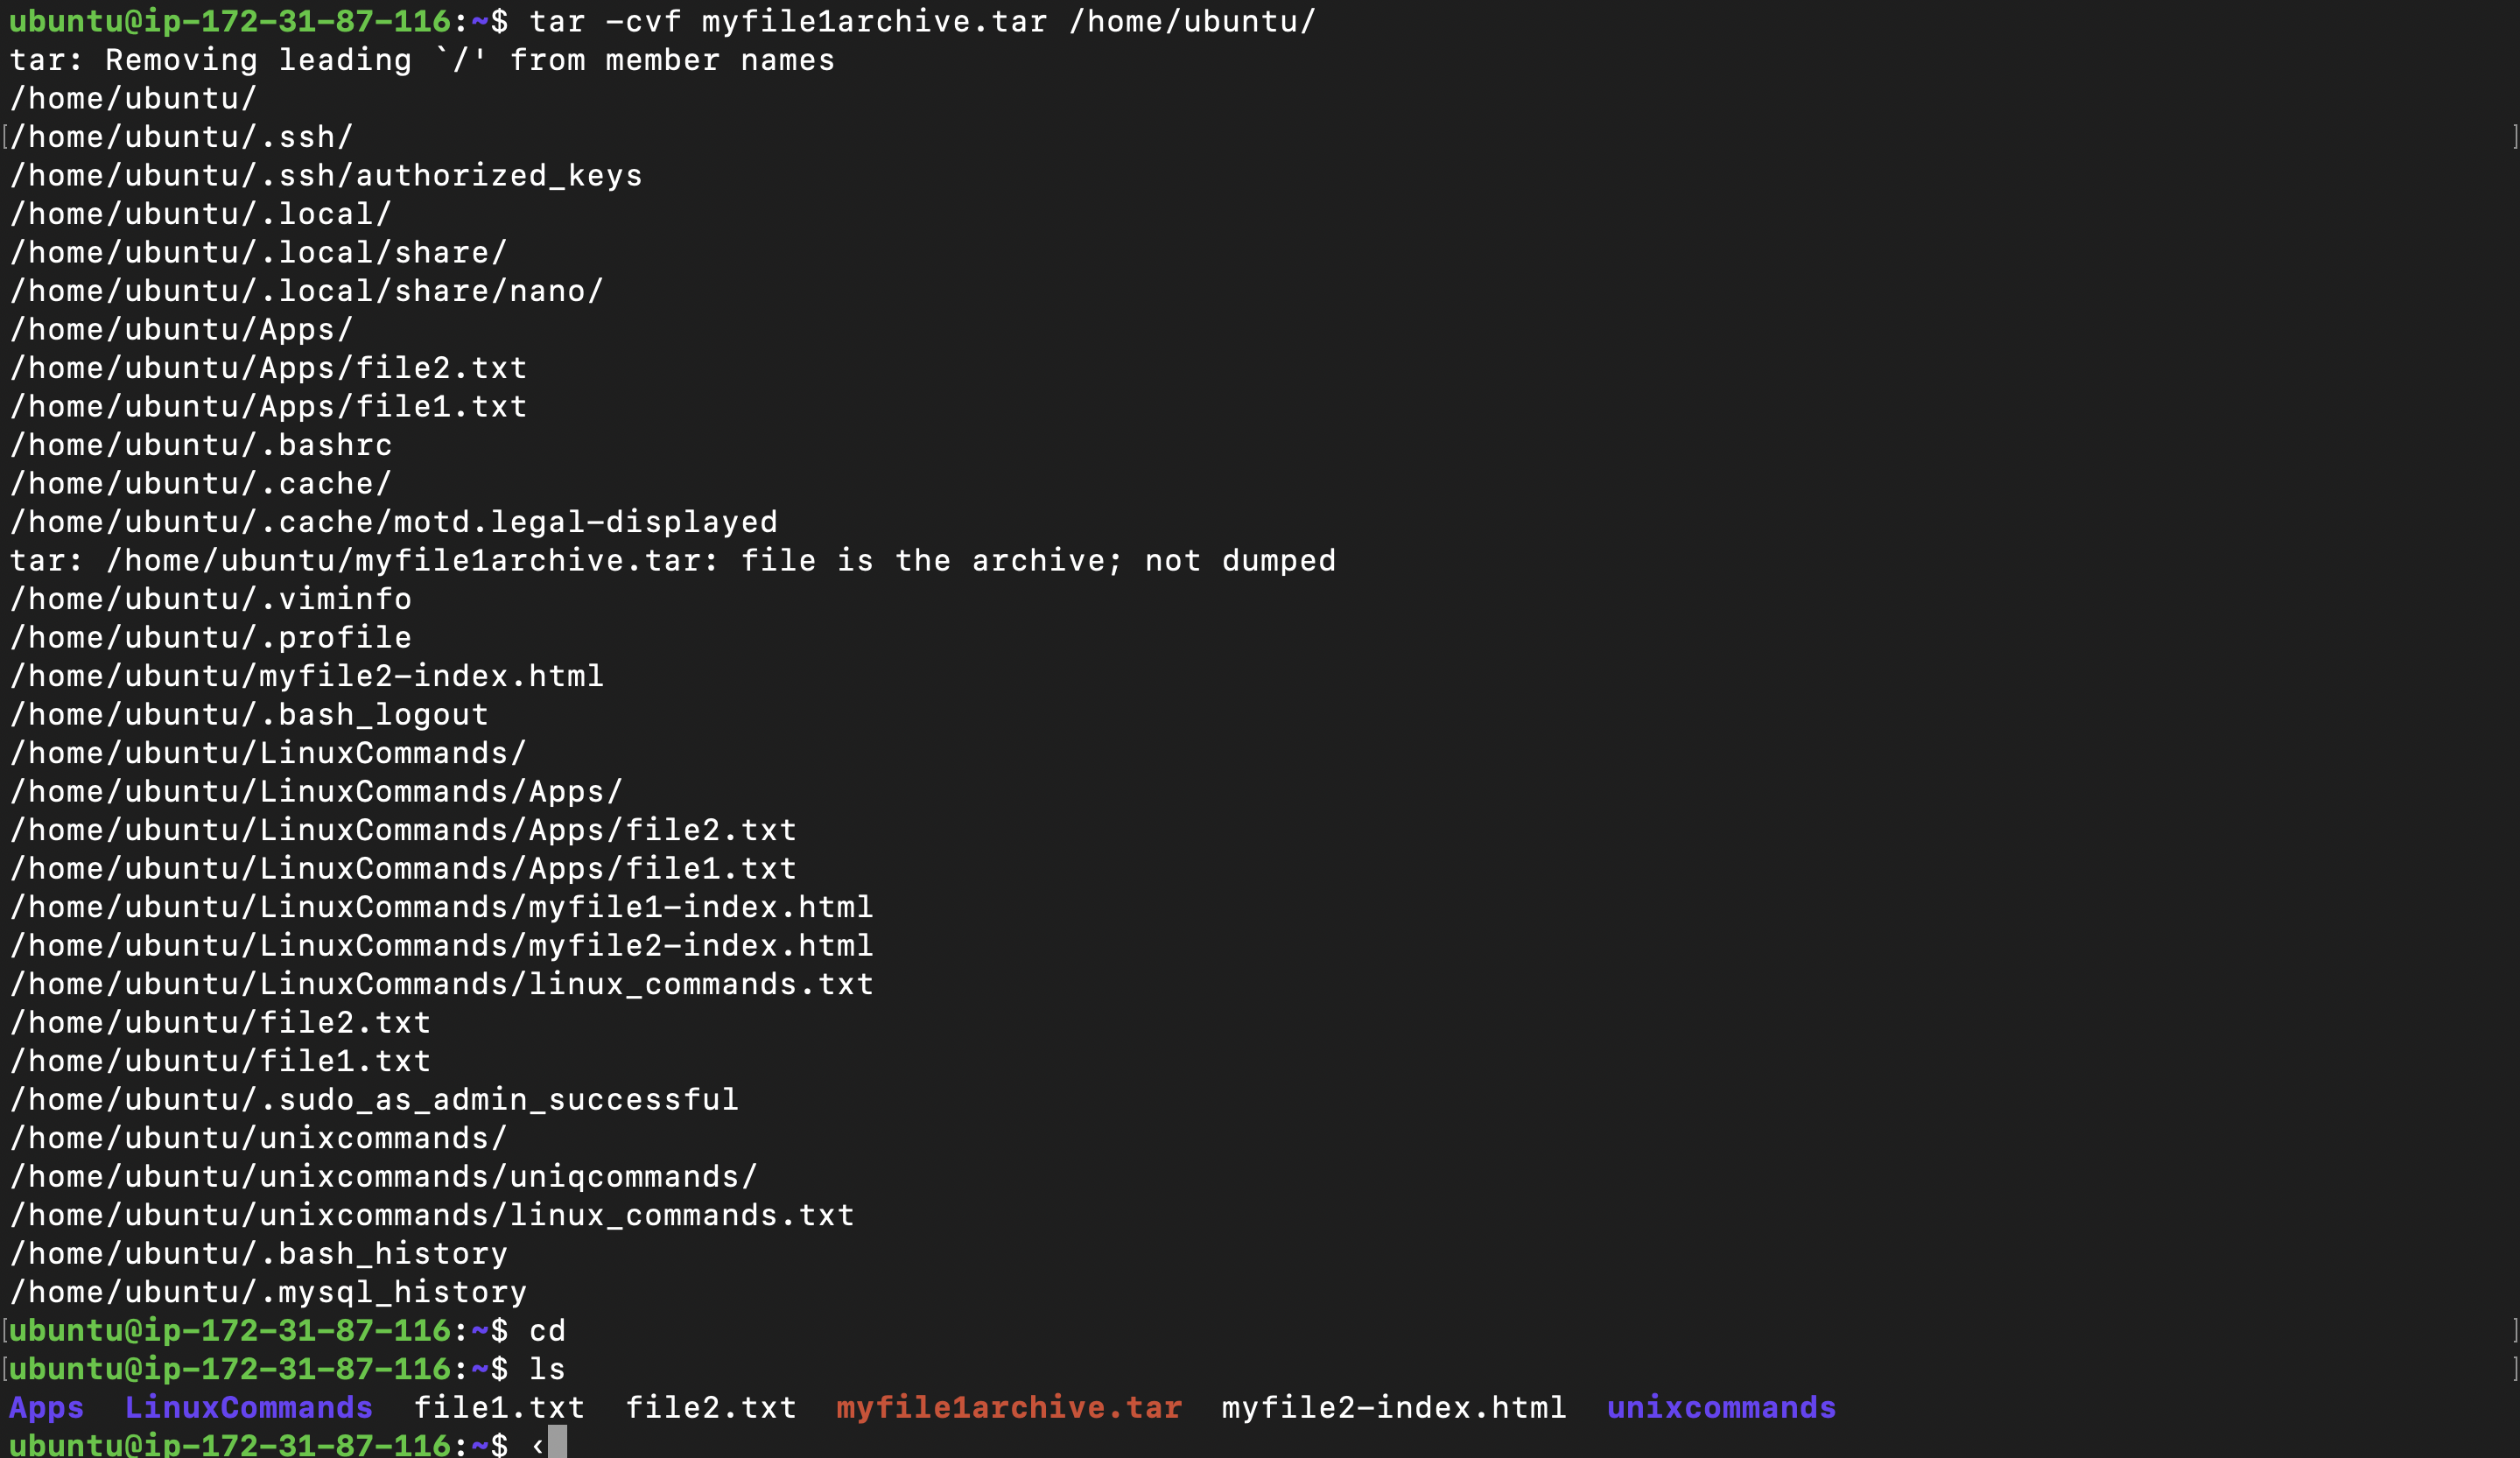 ubuntu@ip-172-31-87-116:~$ tar -cvf myfile1archive.tar /home/ubuntu/
tar: Removing leading `/' from member names
/home/ubuntu/
[/home/ubuntu/.ssh/ ]
/home/ubuntu/.ssh/authorized_keys
/home/ubuntu/.local/
/home/ubuntu/.local/share/
/home/ubuntu/.local/share/nano/
/home/ubuntu/Apps/
/home/ubuntu/Apps/file2.txt
/home/ubuntu/Apps/file1.txt
/home/ubuntu/.bashrc
/home/ubuntu/.cache/
/home/ubuntu/.cache/motd.legal-displayed
tar: /home/ubuntu/myfile1archive.tar: file is the archive; not dumped
/home/ubuntu/.viminfo
/home/ubuntu/.profile
/home/ubuntu/myfile2-index.html
/home/ubuntu/.bash_logout
/home/ubuntu/LinuxCommands/
/home/ubuntu/LinuxCommands/Apps/
/home/ubuntu/LinuxCommands/Apps/file2.txt
/home/ubuntu/LinuxCommands/Apps/file1.txt
/home/ubuntu/LinuxCommands/myfile1-index.html
/home/ubuntu/LinuxCommands/myfile2-index.html
/home/ubuntu/LinuxCommands/linux_commands.txt
/home/ubuntu/file2.txt
/home/ubuntu/file1.txt
/home/ubuntu/.sudo_as_admin_successful
/home/ubuntu/unixcommands/
/home/ubuntu/unixcommands/uniqcommands/
/home/ubuntu/unixcommands/linux_commands.txt
/home/ubuntu/.bash_history
/home/ubuntu/.mysql_history
[ubuntu@ip-172-31-87-116:~$ cd ]
[ubuntu@ip-172-31-87-116:~$ ls ]
Apps LinuxCommands file1.txt file2.txt myfile1archive.tar myfile2-index.html unixcommands
ubuntu@ip-172-31-87-116:~$ ‹